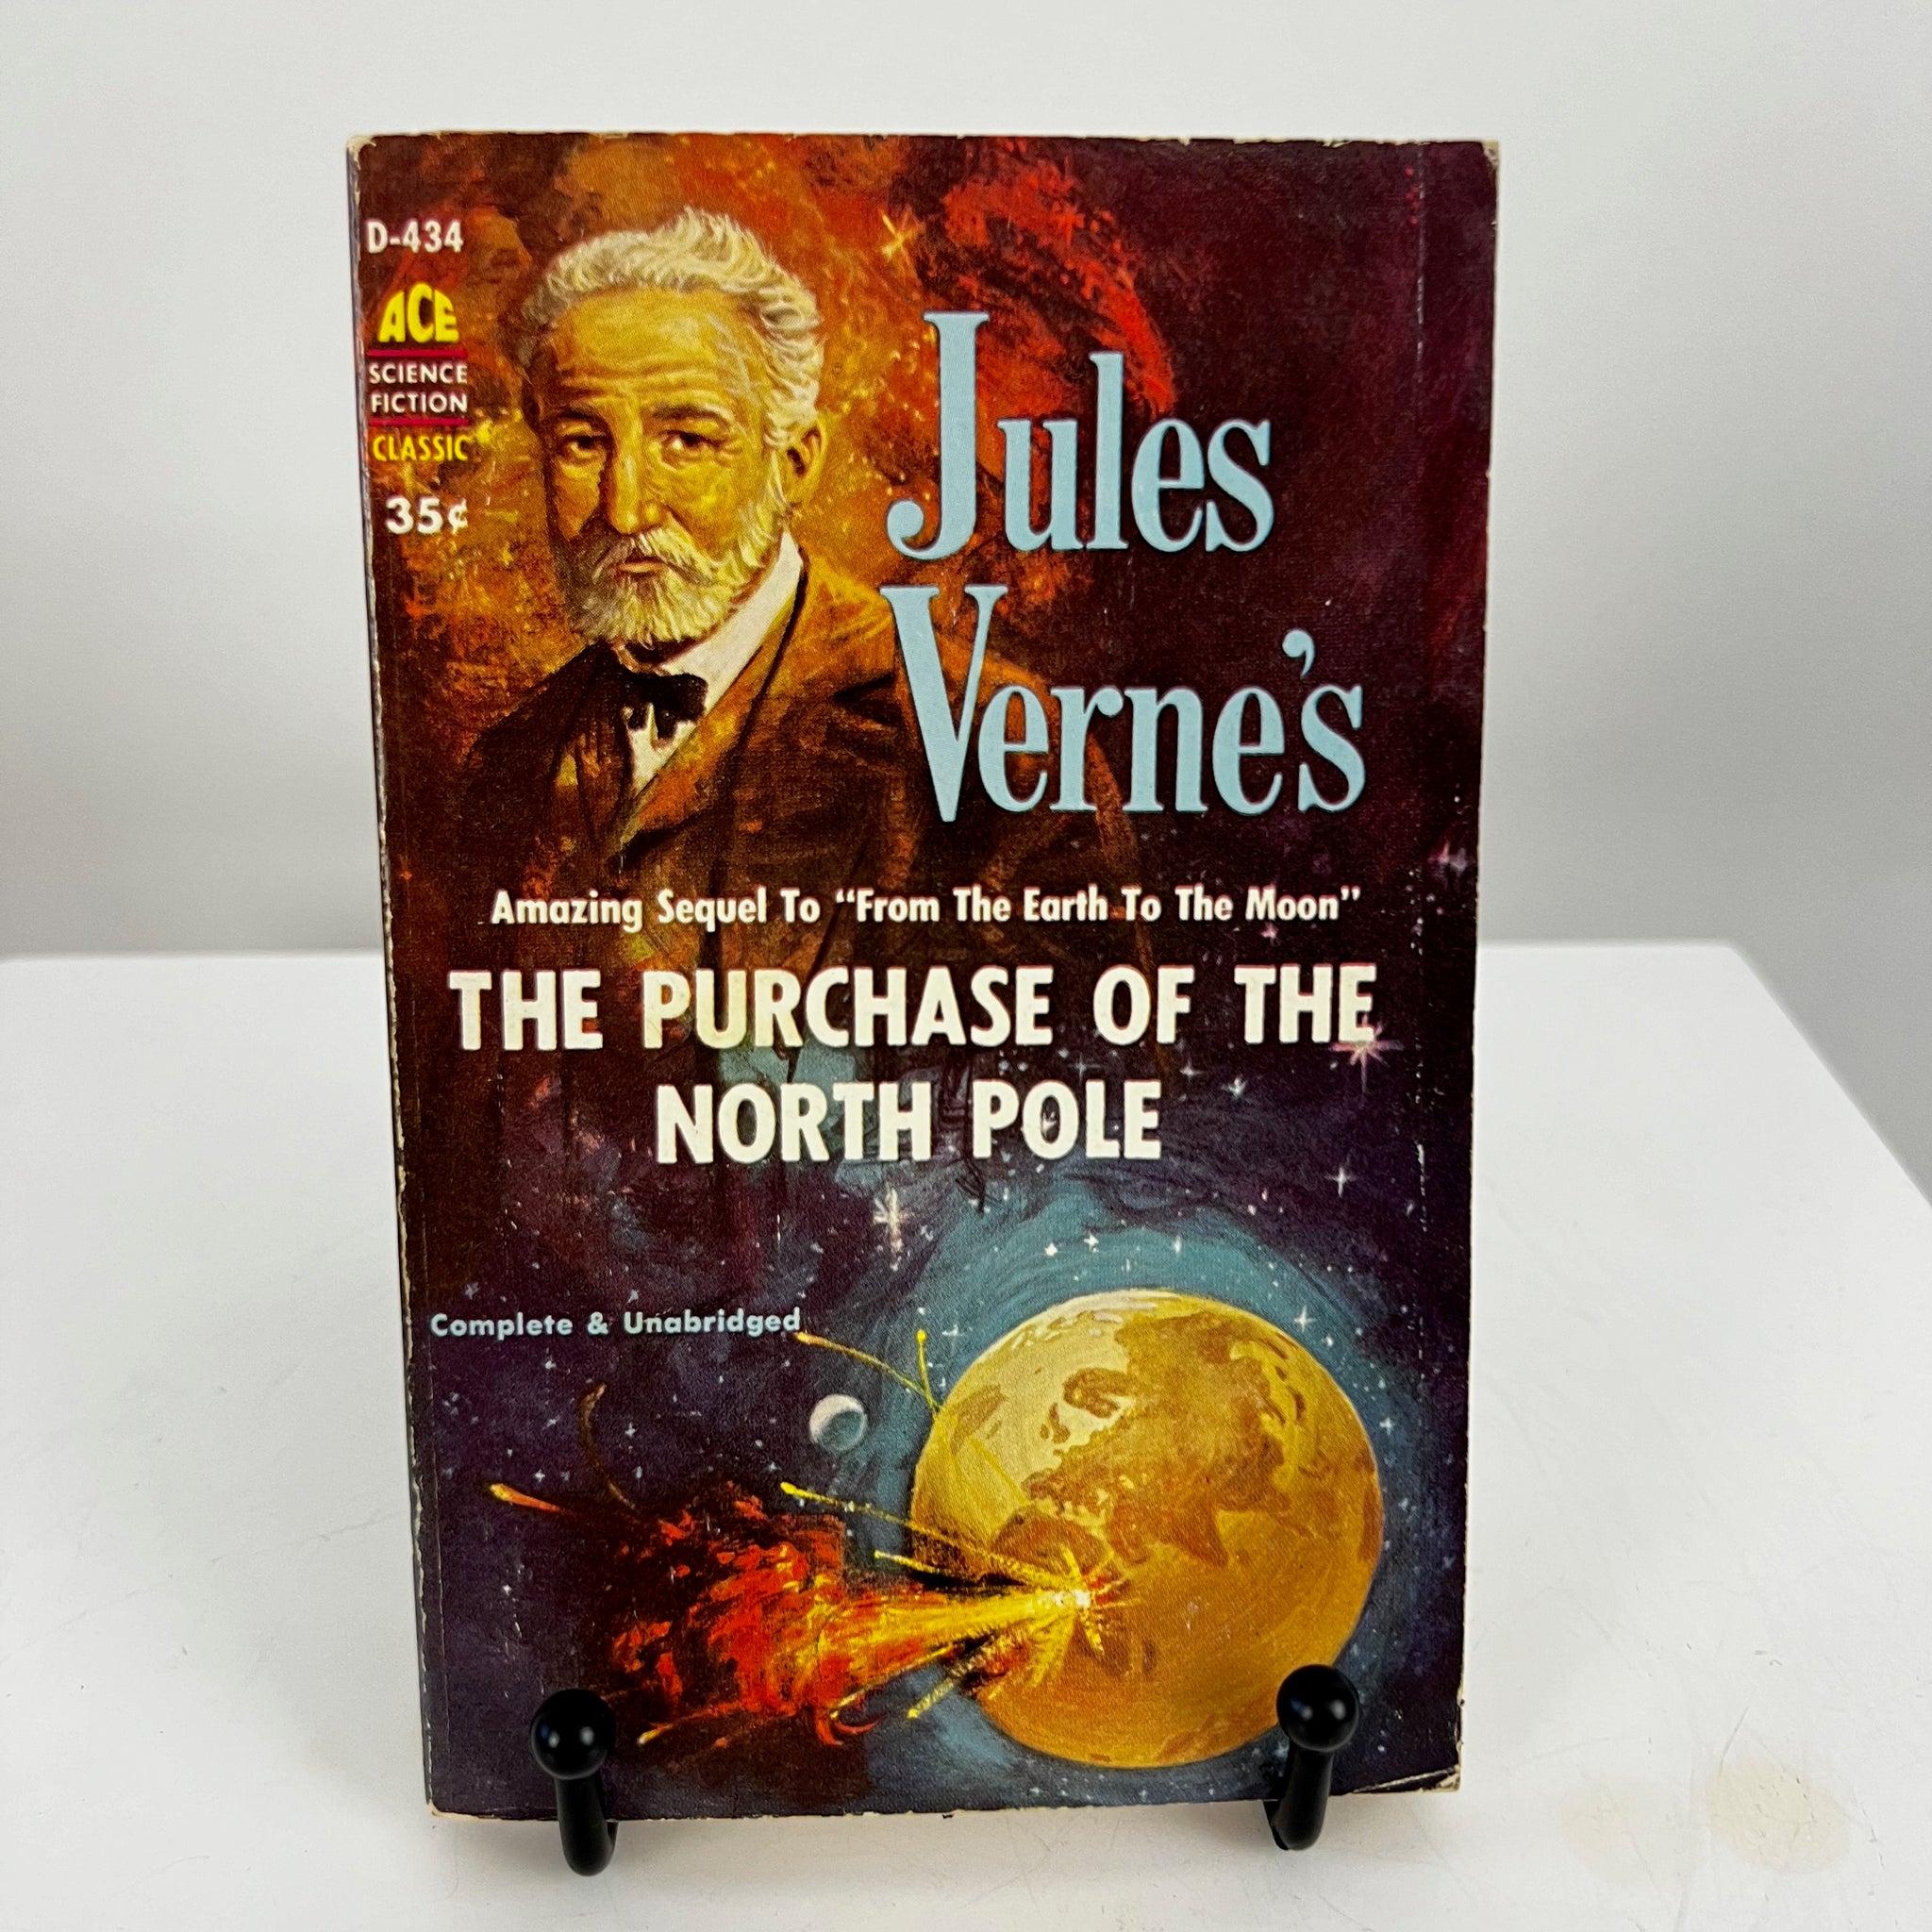 D-434
ACE
SCIENCE
FICTION
CLASSIC
35¢
Jules
Verne's
Amazing Sequel To “From The Earth To The Moon”
THE PURCHASE OF THE
NORTH POLE
Complete & Unabridged